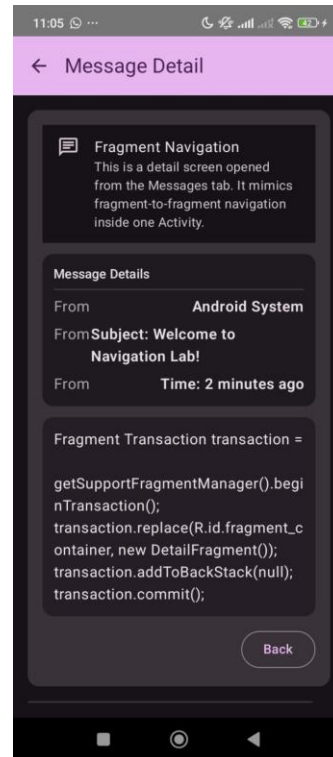 11:05 ...
42
Message Detail
Fragment Navigation
This is a detail screen opened
from the Messages tab. It mimics
fragment-to-fragment navigation
inside one Activity.
Message Details
From Android System
From Subject: Welcome to
Navigation Lab!
From Time: 2 minutes ago
Fragment Transaction transaction =
getSupportFragmentManager().begi
nTransaction();
transaction.replace(R.id.fragment_c
ontainer, new DetailFragment());
transaction.addToBackStack(null);
transaction.commit();
Back